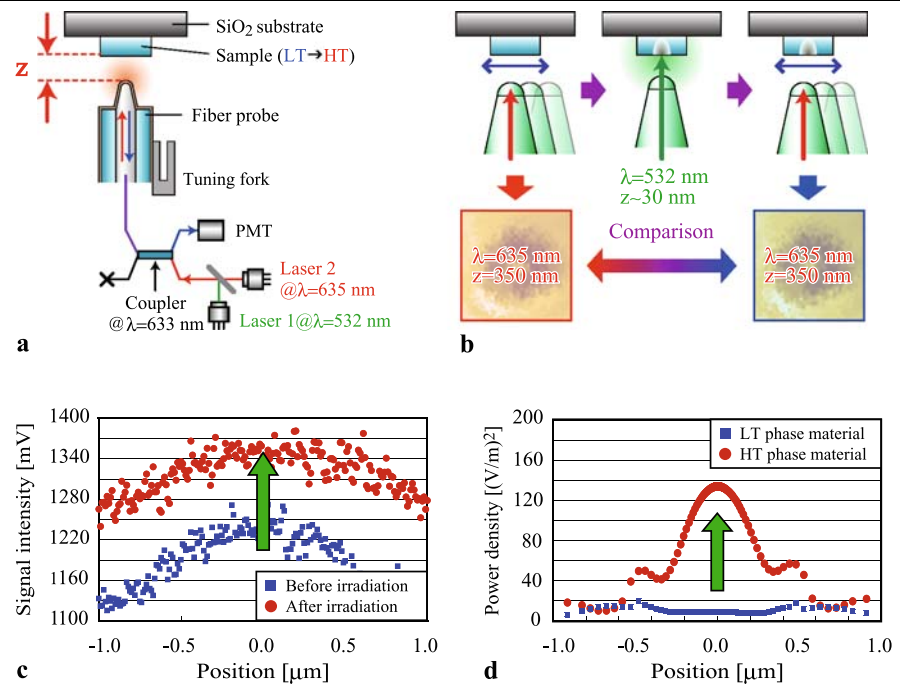 SiO2 substrate
Sample (LT→HT)
z
Fiber probe
Tuning fork
PMT
Laser 2
@λ=635 nm
Coupler
@λ=633 nm
Laser 1@λ=532 nm
a
λ=532 nm
z~30 nm
Comparison
λ=635 nm
z=350 nm
λ=635 nm
z=350 nm
b
Signal intensity [mV]
1400
1340
1280
1220
1160
1100
Before irradiation
After irradiation
-1.0
-0.5
0.0
0.5
1.0
Position [μm]
c
Power density [(V/m)2]
200
160
120
80
40
0
LT phase material
HT phase material
-1.0
-0.5
0.0
0.5
1.0
Position [μm]
d